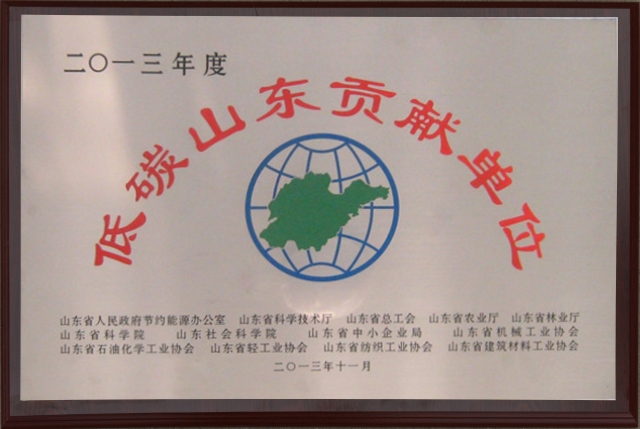 二〇一三年度
低碳山东贡献单位
山东省人民政府节约能源办公室 山东省科学技术厅 山东省总工会 山东省农业厅 山东省林业厅
山东省科学院 山东社会科学院 山东省中小企业局 山东省机械工业协会
山东省石油化学工业协会 山东省轻工业协会 山东省纺织工业协会 山东省建筑材料工业协会
二〇一三年十一月